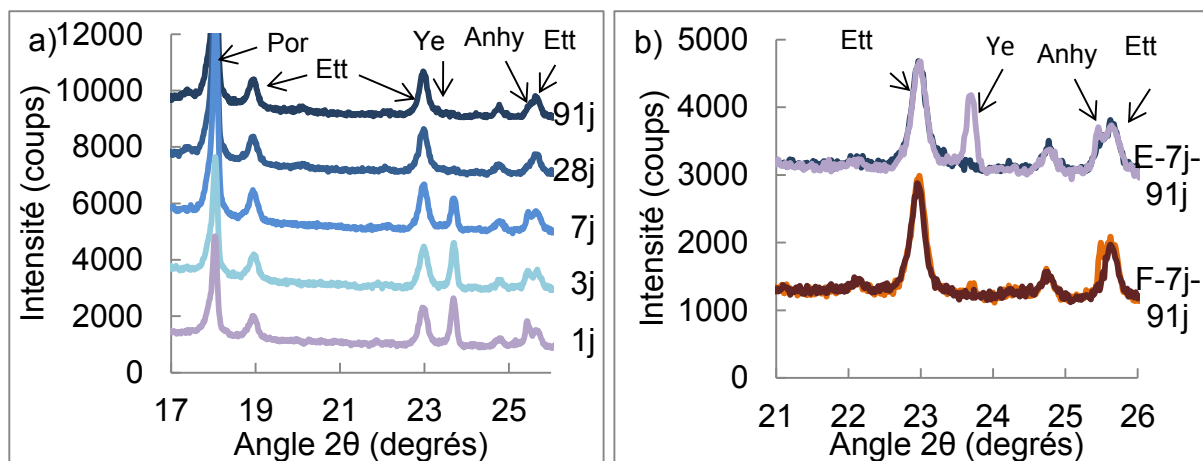 a)
Intensité (coups)
12000
10000
8000
6000
4000
2000
0
Por
Ett
Ye
Anhy
Ett
91j
28j
7j
3j
1j
17 19 21 23 25
Angle 2θ (degrés)
b)
Intensité (coups)
5000
4000
3000
2000
1000
0
Ett
Ye
Anhy
Ett
E-7j-
91j
F-7j-
91j
21 22 23 24 25 26
Angle 2θ (degrés)